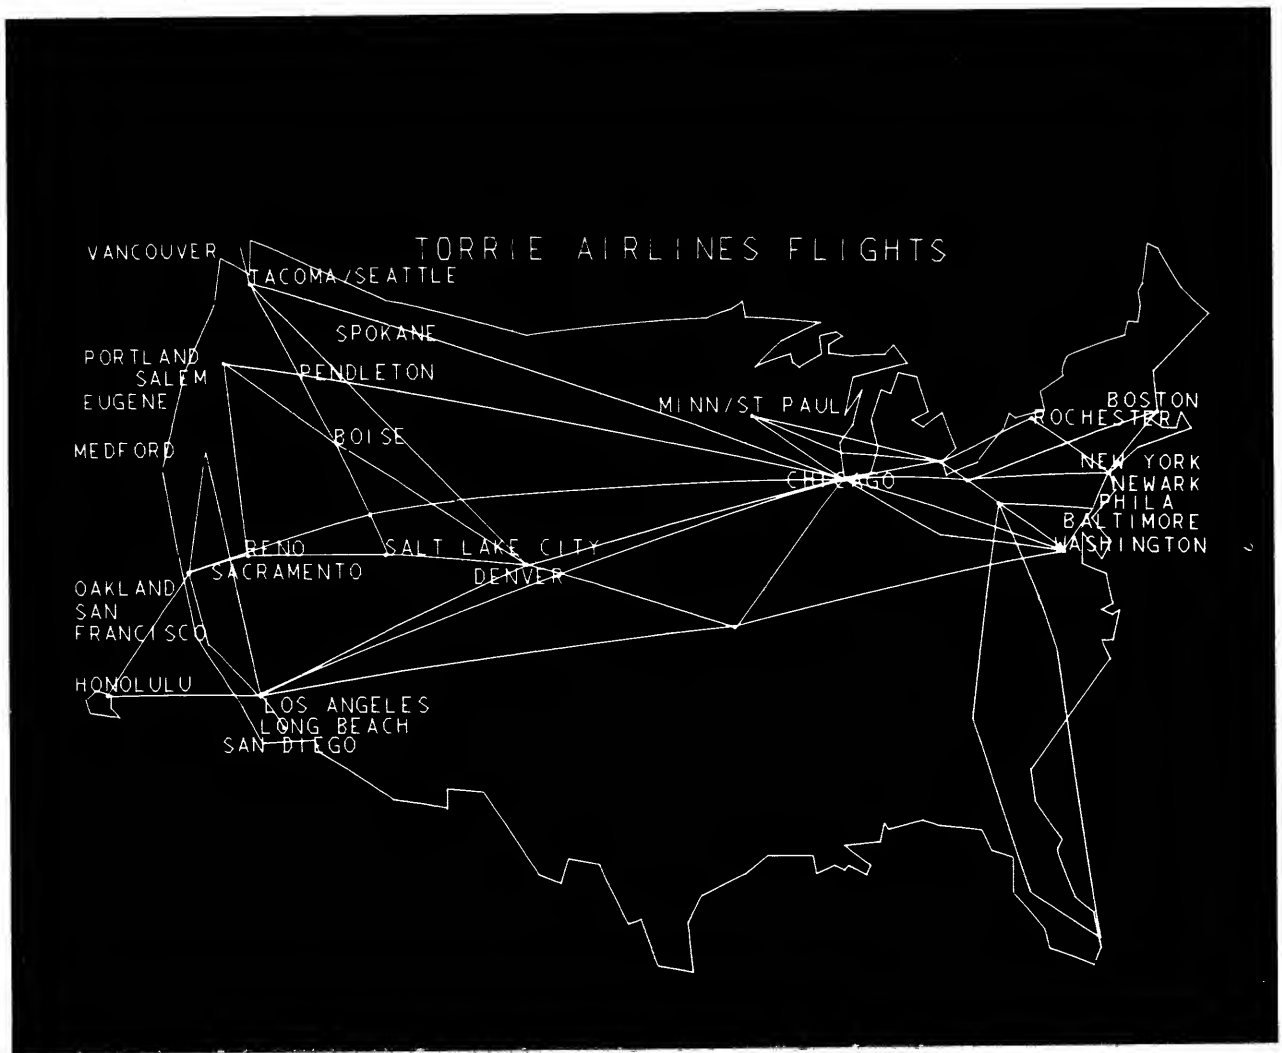 TORRIE AIRLINES FLIGHTS
VANCOUVER
TACOMA/SEATTLE
SPOKANE
PORTLAND
SALEM
EUGENE
PENDLETON
MEDFORD
BOISE
MINN/ST PAUL
BOSTON
ROCHESTER
CHICAGO
NEW YORK
NEWARK
PHILA
BALTIMORE
WASHINGTON
RENO
SACRAMENTO
SALT LAKE CITY
DENVER
OAKLAND
SAN
FRANCISCO
HONOLULU
LOS ANGELES
LONG BEACH
SAN DIEGO